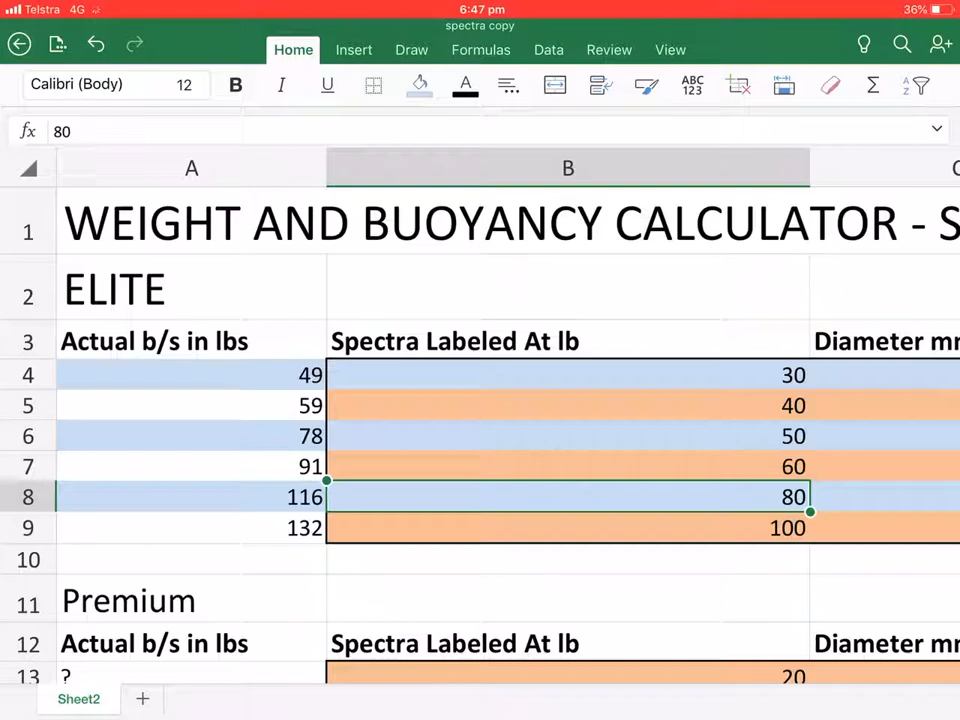 Telstra 4G 6:47 pm 36%
spectra copy
Home Insert Draw Formulas Data Review View
Calibri (Body) 12 B I U A ABC 123 Σ A Z
fx 80
A B C
1 WEIGHT AND BUOYANCY CALCULATOR - S
2 ELITE
3 Actual b/s in lbs Spectra Labeled At lb Diameter mm
4 49 30
5 59 40
6 78 50
7 91 60
8 116 80
9 132 100
10
11 Premium
12 Actual b/s in lbs Spectra Labeled At lb Diameter mm
13 ? 20
Sheet2 +